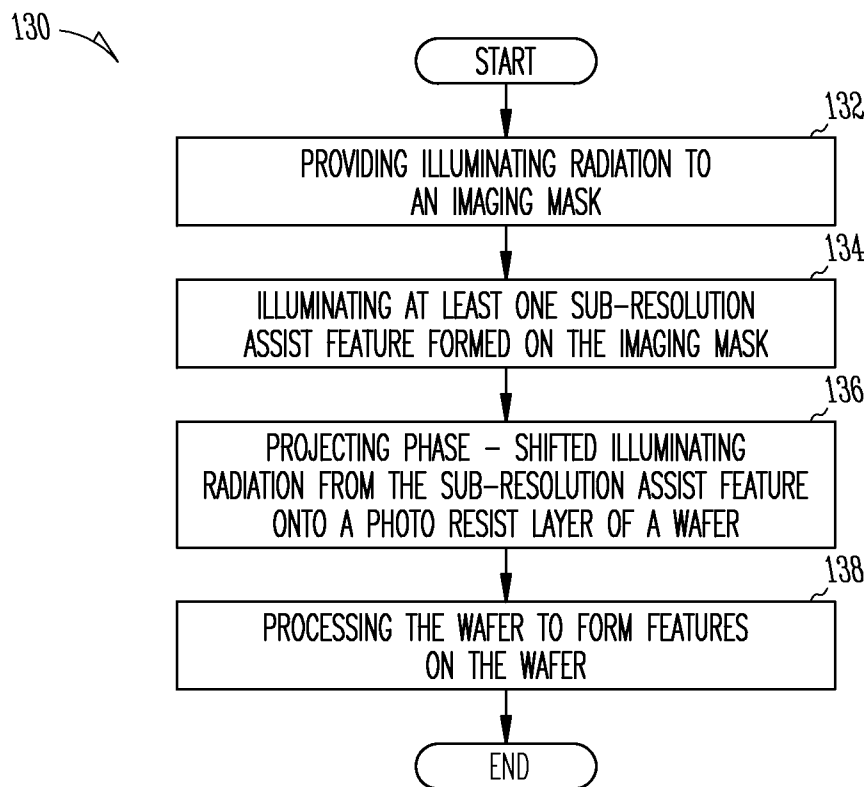 130
START
132
PROVIDING ILLUMINATING RADIATION TO
AN IMAGING MASK
134
ILLUMINATING AT LEAST ONE SUB-RESOLUTION
ASSIST FEATURE FORMED ON THE IMAGING MASK
136
PROJECTING PHASE - SHIFTED ILLUMINATING
RADIATION FROM THE SUB-RESOLUTION ASSIST FEATURE
ONTO A PHOTO RESIST LAYER OF A WAFER
138
PROCESSING THE WAFER TO FORM FEATURES
ON THE WAFER
END